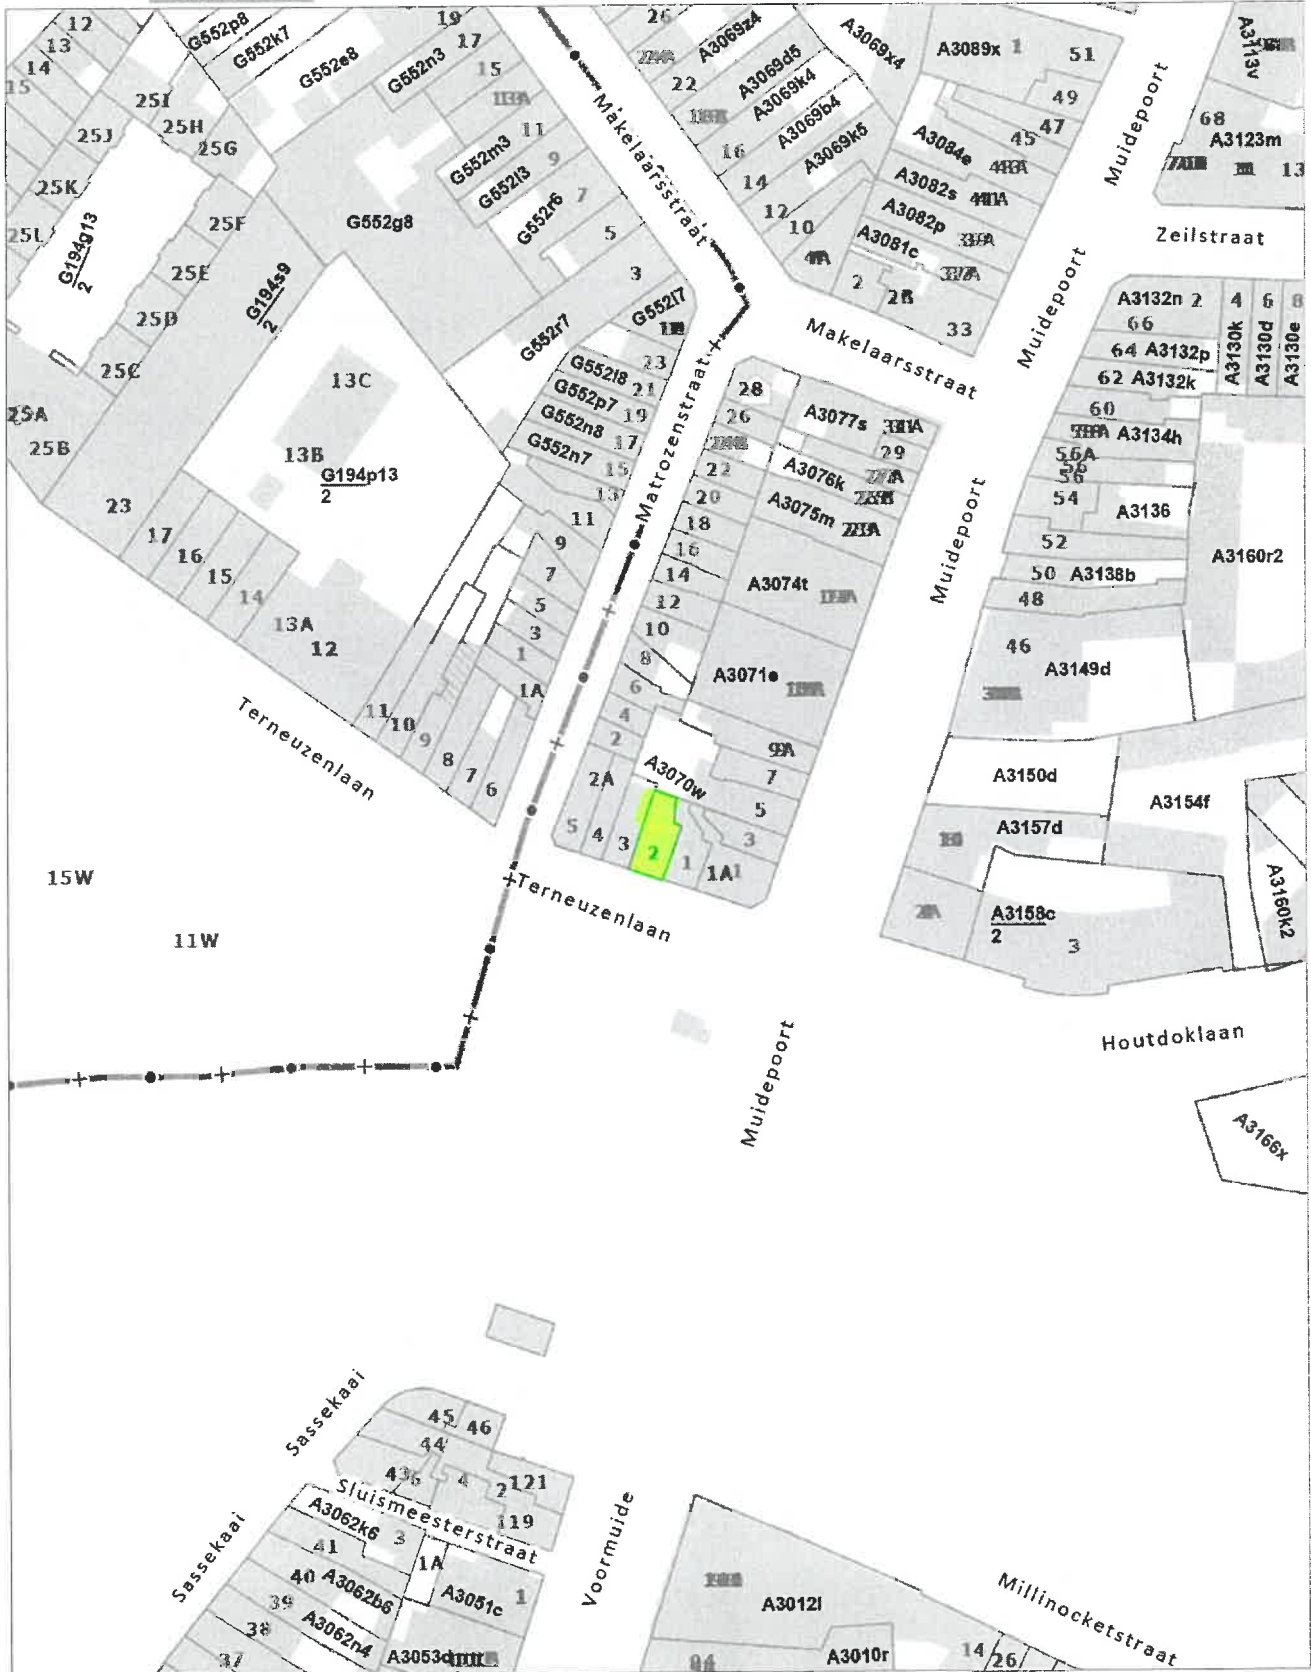 12
13
14
15
G552p8
G552k7
G552e8
G552n3
19
17
15
11
9
7
5
3
G552m3
G552l3
G552r6
G552g8
G552l7
G552r7
25I
25J
25H
25G
25K
25L
25F
25E
25D
25C
25A
25B
G194g13
2
G194s9
2
13C
13B
G194p13
2
23
17
16
15
14
13A
12
11
10
9
8
7
6
Makelaarsstraat
26
A3069z4
A3069x4
22
A3069d5
A3069k4
A3069b4
A3069k5
16
14
12
10
2
33
A3089x
1
51
49
47
45
A3084e
A3082s
A3082p
A3081c
Muidepoort
A3113v
68
A3123m
13
Zeilstraat
Makelaarsstraat
Muidepoort
A3132n
2
4
6
8
66
64
A3132p
62
A3132k
A3130k
A3130d
A3130e
60
A3134h
56A
56
56
54
A3136
52
50
A3138b
48
A3160r2
46
A3149d
G552l8
23
G552p7
21
G552n8
19
G552n7
17
15
13
11
9
7
5
3
1
1A
Matrozenstraat
28
26
22
20
18
16
14
12
10
8
6
4
2
2A
A3077s
29
A3076k
A3075m
A3074t
A3071
7
5
3
A3070w
5
4
3
2
1
1A
1
Muidepoort
Terneuzenlaan
Terneuzenlaan
A3150d
A3154f
A3157d
A3158c
2
3
A3160k2
15W
11W
Muidepoort
Houtdoklaan
A3166x
Sassekaai
45
46
44
43
4
2
121
119
Sluismeesterstraat
A3062k6
3
41
1A
40
A3062b6
A3051c
1
39
38
A3062n4
37
Sassekaai
Voormuide
A3012l
A3010r
14
26
Millinocketstraat